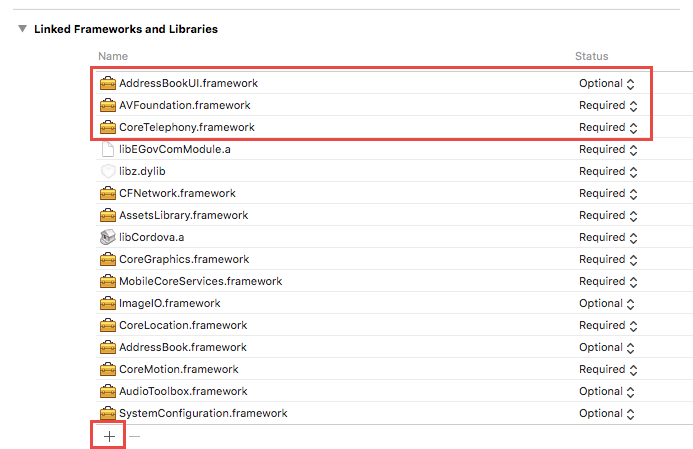 Linked Frameworks and Libraries
Name Status
AddressBookUI.framework Optional
AVFoundation.framework Required
CoreTelephony.framework Required
libEGovComModule.a Required
libz.dylib Required
CFNetwork.framework Required
AssetsLibrary.framework Required
libCordova.a Required
CoreGraphics.framework Required
MobileCoreServices.framework Required
ImageIO.framework Optional
CoreLocation.framework Required
AddressBook.framework Optional
CoreMotion.framework Required
AudioToolbox.framework Optional
SystemConfiguration.framework Optional